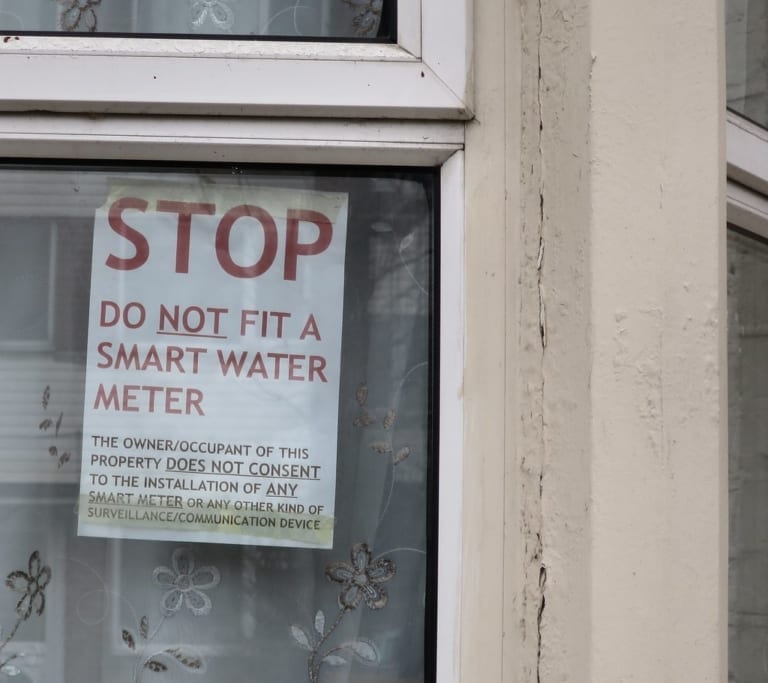 STOP
DO NOT FIT A
SMART WATER
METER
THE OWNER/OCCUPANT OF THIS
PROPERTY DOES NOT CONSENT
TO THE INSTALLATION OF ANY
SMART METER OR ANY OTHER KIND OF
SURVEILLANCE/COMMUNICATION DEVICE